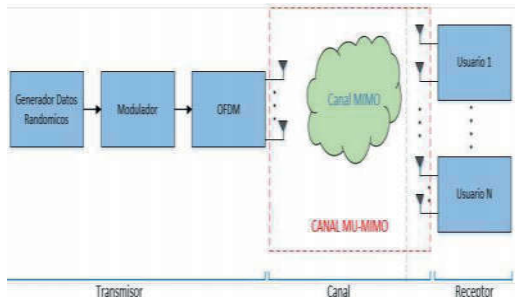 Generador Datos
Randomicos
Modulador
OFDM
Canal MIMO
CANAL MU-MIMO
Usuario 1
Usuario N
Transmisor
Canal
Receptor